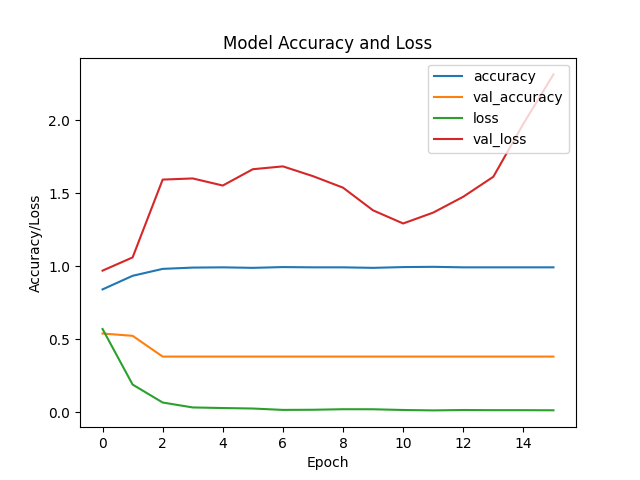 Model Accuracy and Loss
accuracy
val_accuracy
loss
val_loss
Accuracy/Loss
2.0
1.5
1.0
0.5
0.0
0 2 4 6 8 10 12 14
Epoch